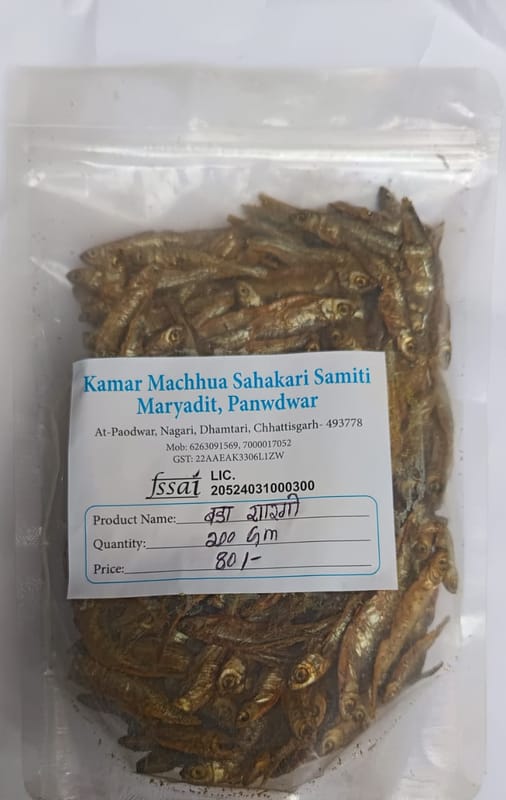 Kamar Machhua Sahakari Samiti
Maryadit, Panwdwar
At-Paodwar, Nagari, Dhamtari, Chhattisgarh- 493778
Mob: 6263091569, 7000017052
GST: 22AAEAK3306L1ZW
fssai LIC.
20524031000300
Product Name: बड़ा सारंगी
Quantity: 200 Gm
Price: 80/-